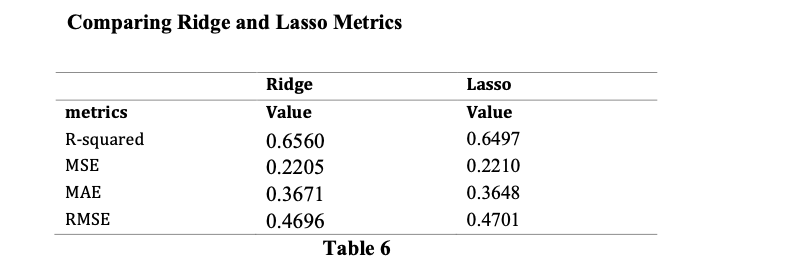 Comparing Ridge and Lasso Metrics
Ridge Lasso
metrics Value Value
R-squared 0.6560 0.6497
MSE 0.2205 0.2210
MAE 0.3671 0.3648
RMSE 0.4696 0.4701
Table 6